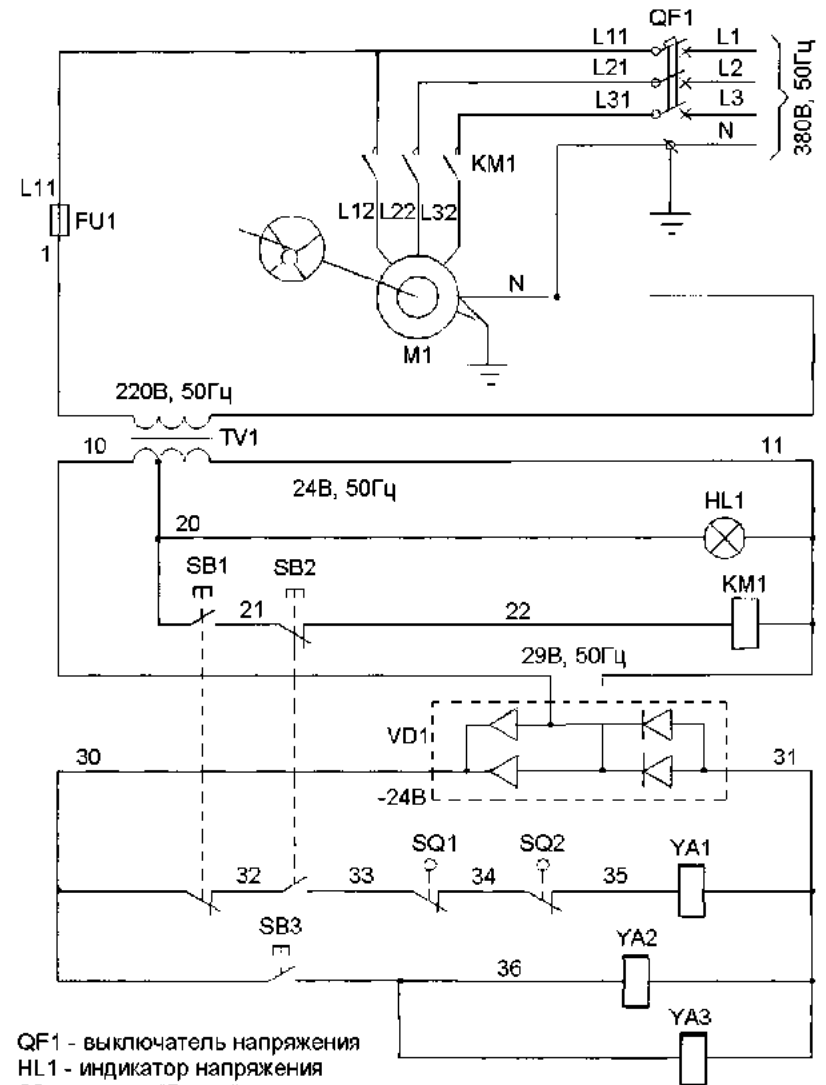 QF1
L11 L1
L21 L2
L31 L3
N
380В, 50Гц
KM1
L11
FU1
L12 L22 L32
1
N
M1
220В, 50Гц
TV1
10
11
24В, 50Гц
HL1
20
SB1
SB2
KM1
21
22
29В, 50Гц
VD1
30
31
-24В
SQ1
SQ2
YA1
32
33
34
35
SB3
YA2
36
YA3
QF1 - выключатель напряжения
HL1 - индикатор напряжения